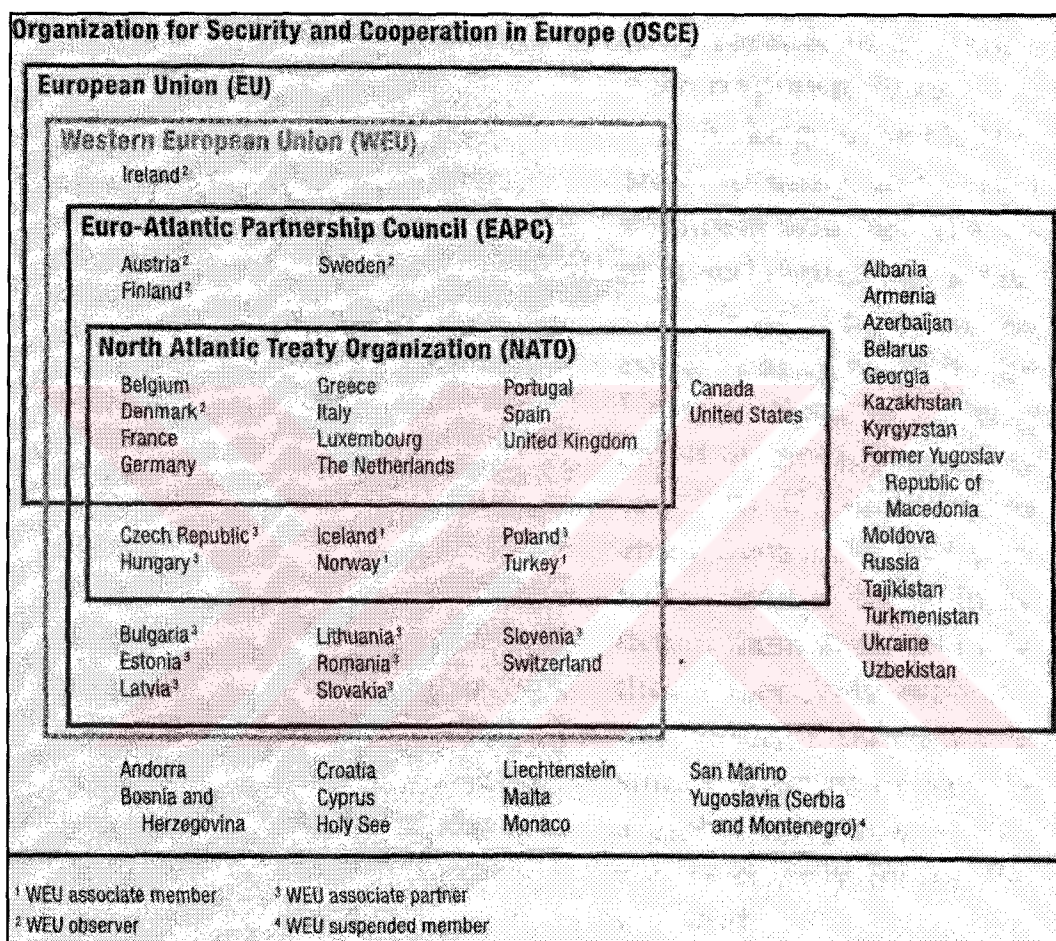 Organization for Security and Cooperation in Europe (OSCE)
European Union (EU)
Western European Union (WEU)
Ireland²
Euro-Atlantic Partnership Council (EAPC)
Austria² Sweden²
Finland²
Albania
Armenia
Azerbaijan
Belarus
Georgia
Kazakhstan
Kyrgyzstan
Former Yugoslav
Republic of
Macedonia
Moldova
Russia
Tajikistan
Turkmenistan
Ukraine
Uzbekistan
North Atlantic Treaty Organization (NATO)
Belgium Greece Portugal Canada
Denmark² Italy Spain United States
France Luxembourg United Kingdom
Germany The Netherlands
Czech Republic³ Iceland¹ Poland³
Hungary³ Norway¹ Turkey¹
Bulgaria³ Lithuania³ Slovenia³
Estonia³ Romania³ Switzerland
Latvia³ Slovakia³
Andorra Croatia Liechtenstein San Marino
Bosnia and Cyprus Malta Yugoslavia (Serbia
Herzegovina Holy See Monaco and Montenegro)⁴
¹ WEU associate member ³ WEU associate partner
² WEU observer ⁴ WEU suspended member